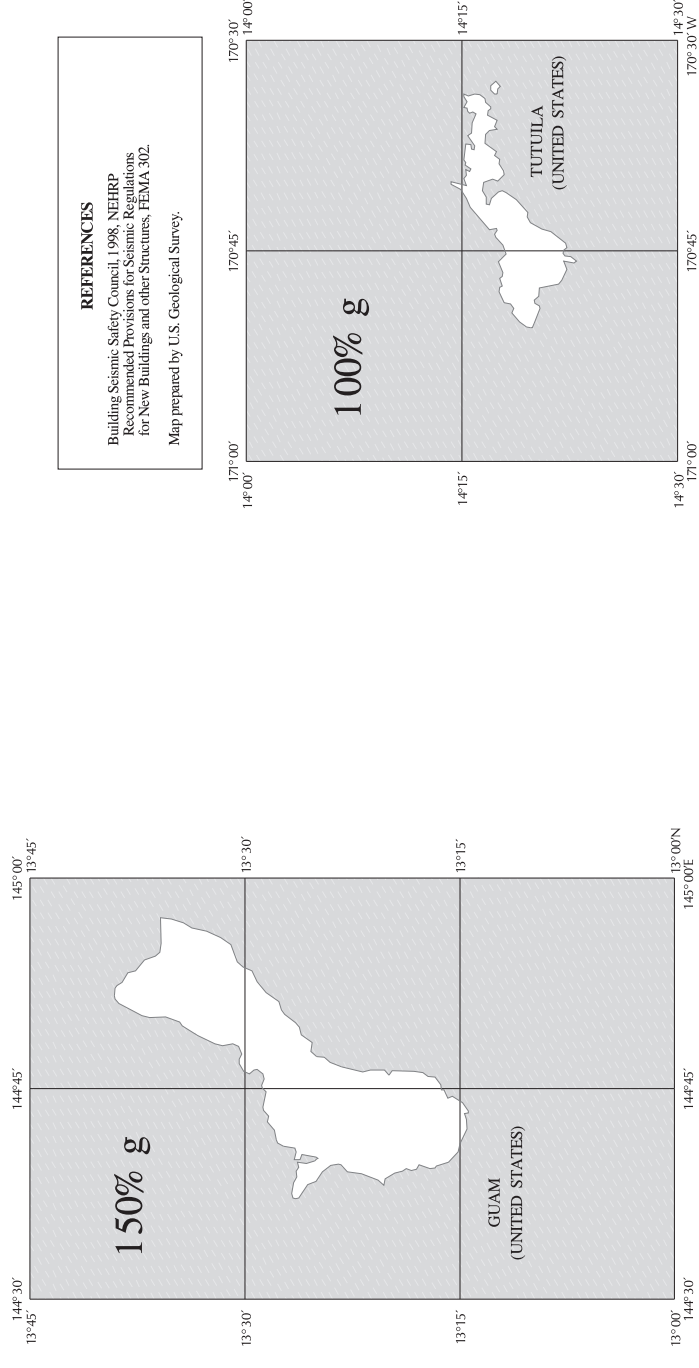 13°45´
144°30´
144°45´
145°00´
13°45´
13°30´
13°30´
150% g
13°15´
13°15´
GUAM
(UNITED STATES)
13°00´
13°00´N
145°00´E
REFERENCES
Building Seismic Safety Council, 1998, NEHRP
Recommended Provisions for Seismic Regulations
for New Buildings and other Structures, FEMA 302.
Map prepared by U.S. Geological Survey.
171°00´
14°00´
170°45´
170°30´
14°00´
100% g
14°15´
14°15´
TUTUILA
(UNITED STATES)
14°30´
171°00´
170°45´
14°30´
170°30´ W
144°30´
144°45´